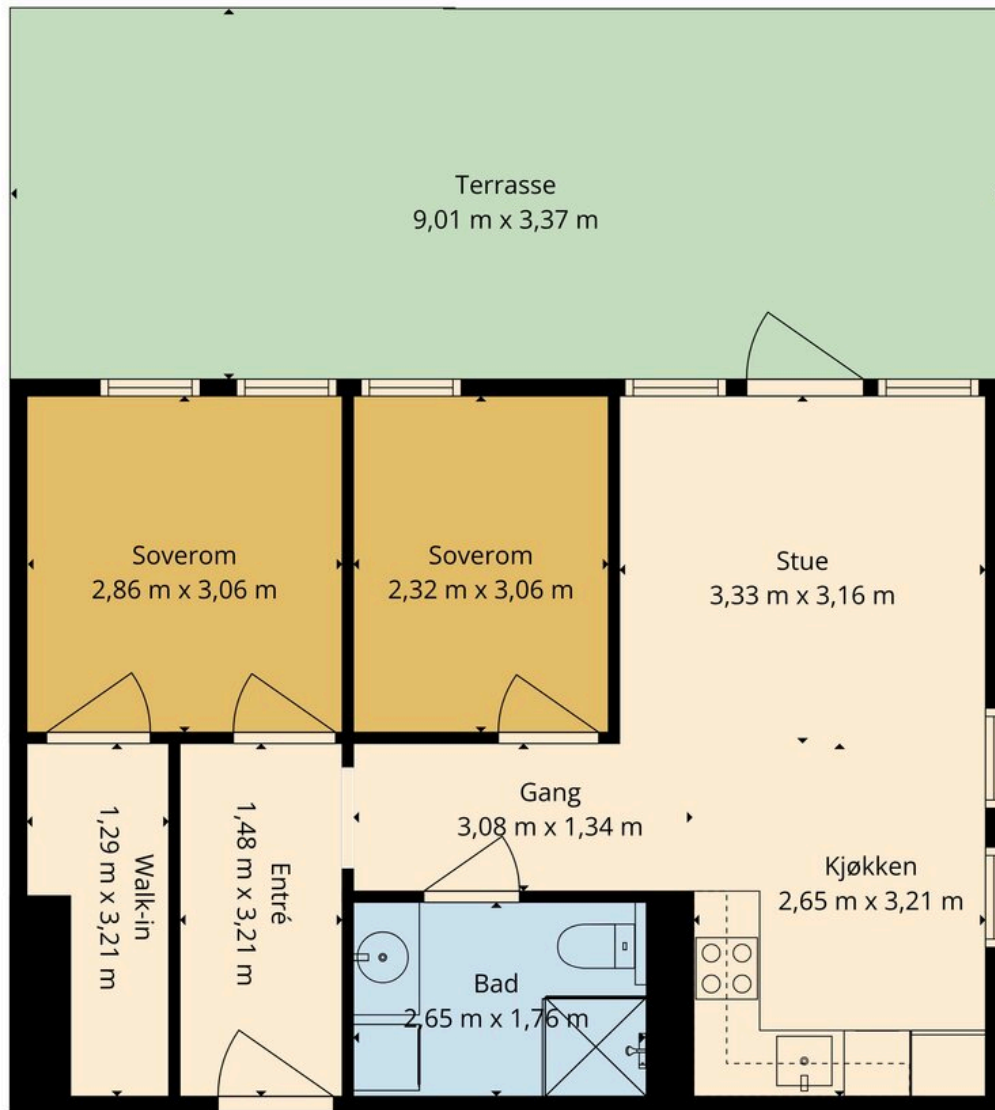 Terrasse
9,01 m x 3,37 m
Soverom
2,86 m x 3,06 m
Soverom
2,32 m x 3,06 m
Stue
3,33 m x 3,16 m
Walk-in
1,29 m x 3,21 m
Entré
1,48 m x 3,21 m
Gang
3,08 m x 1,34 m
Kjøkken
2,65 m x 3,21 m
Bad
2,65 m x 1,76 m